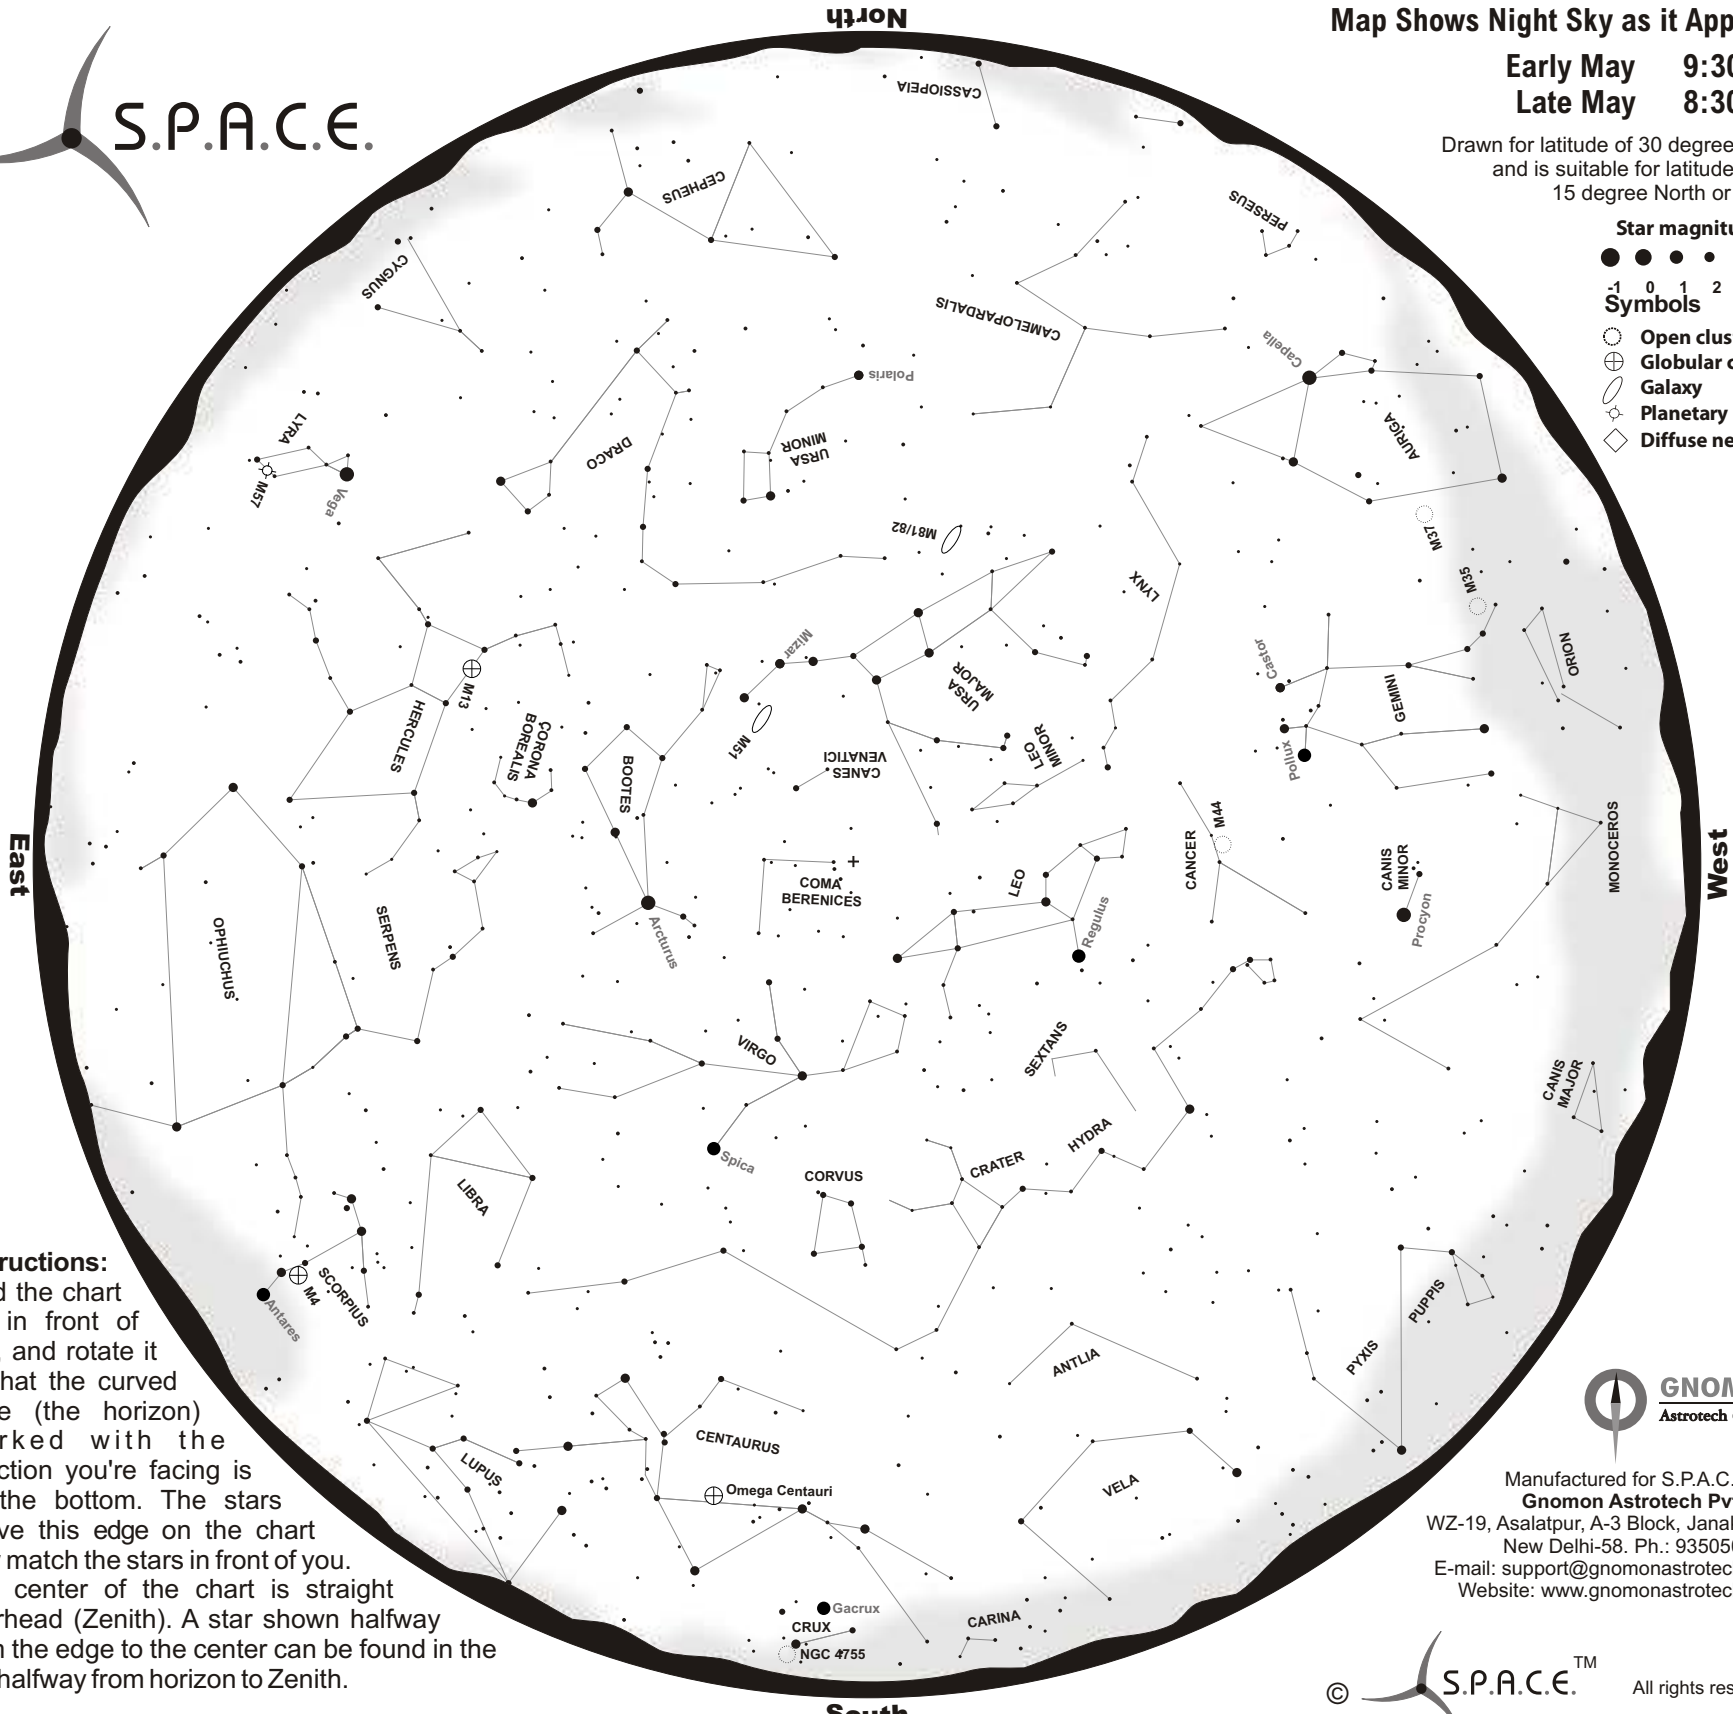 North
Map Shows Night Sky as it App
Early May 9:30
Late May 8:30
Drawn for latitude of 30 degree
and is suitable for latitude
15 degree North or
Star magnitu
-1 0 1 2
Symbols
Open clus
Globular c
Galaxy
Planetary
Diffuse ne
S.P.A.C.E.
CASSIOPEIA
CEPHEUS
PERSEUS
CYGNUS
CAMELOPARDALIS
Capella
Polaris
LYRA
M57
Vega
DRACO
URSA
MINOR
AURIGA
M81/82
M37
M35
LYNX
ORION
Mizar
Castor
URSA
MAJOR
GEMINI
M13
HERCULES
CORONA
BOREALIS
BOOTES
M51
CANES
VENATICI
LEO
MINOR
Pollux
M44
CANCER
CANIS
MINOR
Procyon
MONOCEROS
East
West
COMA
BERENICES
LEO
Regulus
Arcturus
OPHIUCHUS
SERPENS
VIRGO
SEXTANS
CANIS
MAJOR
HYDRA
Spica
CORVUS
CRATER
LIBRA
SCORPIUS
M4
Antares
PUPPIS
PYXIS
ANTLIA
CENTAURUS
LUPUS
Omega Centauri
VELA
Gacrux
CRUX
NGC 4755
CARINA
South
ructions:
d the chart
in front of
, and rotate it
hat the curved
e (the horizon)
rked with the
ction you're facing is
the bottom. The stars
ve this edge on the chart
match the stars in front of you.
center of the chart is straight
rhead (Zenith). A star shown halfway
n the edge to the center can be found in the
halfway from horizon to Zenith.
GNOM
Astrotech
Manufactured for S.P.A.C.
Gnomon Astrotech Pv
WZ-19, Asalatpur, A-3 Block, Janak
New Delhi-58. Ph.: 93505
E-mail: support@gnomonastrotec
Website: www.gnomonastrotec
© S.P.A.C.E.™ All rights res